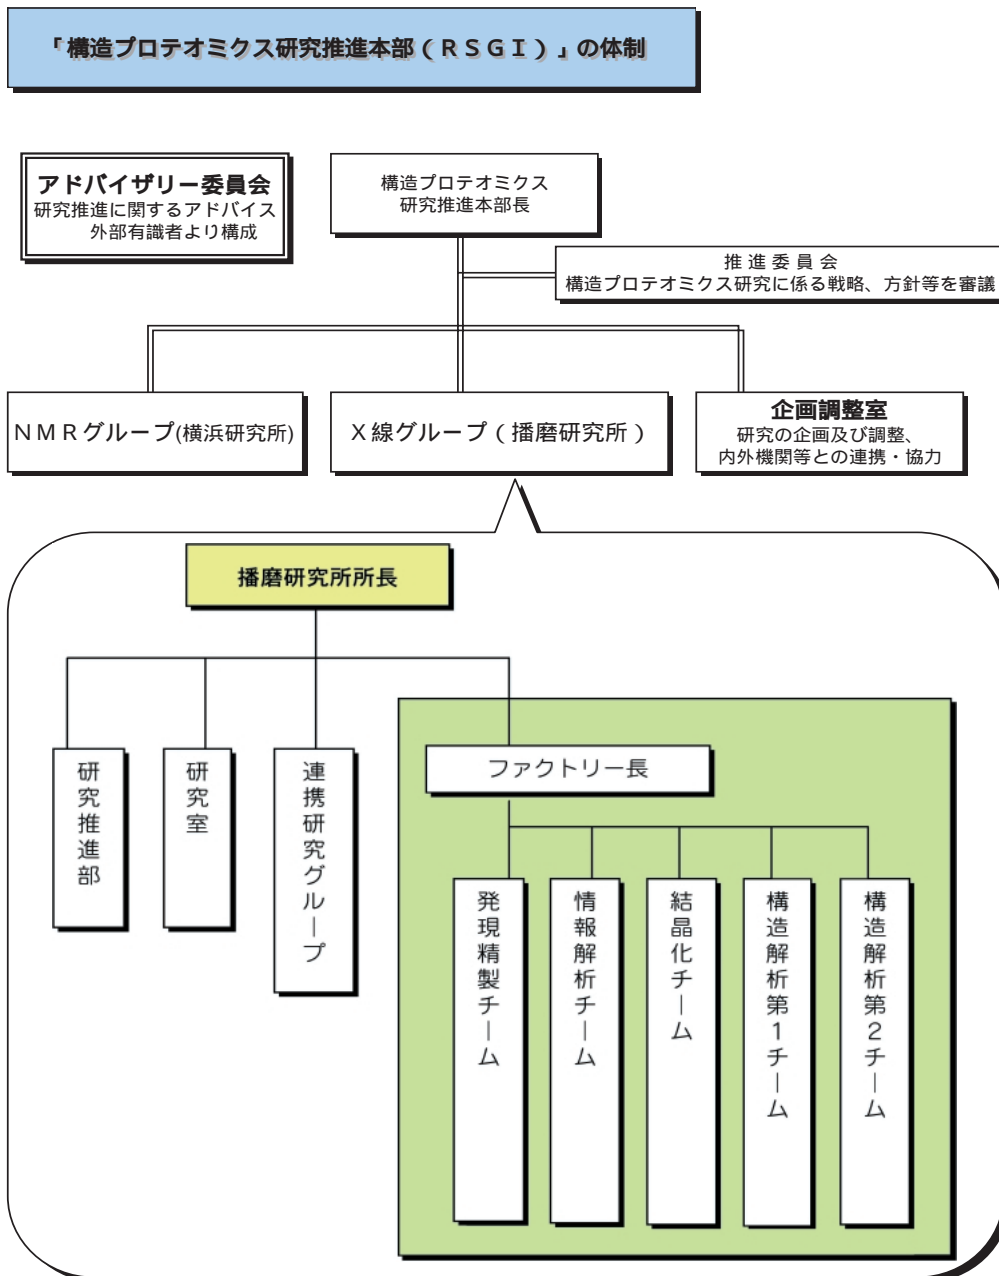 「構造プロテオミクス研究推進本部（ＲＳＧＩ）」の体制
アドバイザリー委員会
研究推進に関するアドバイス
外部有識者より構成
構造プロテオミクス
研究推進本部長
推進委員会
構造プロテオミクス研究に係る戦略、方針等を審議
ＮＭＲグループ(横浜研究所)
Ｘ線グループ（播磨研究所）
企画調整室
研究の企画及び調整、
内外機関等との連携・協力
播磨研究所所長
研究推進部
研究室
連携研究グループ
ファクトリー長
発現精製チーム
情報解析チーム
結晶化チーム
構造解析第１チーム
構造解析第２チーム